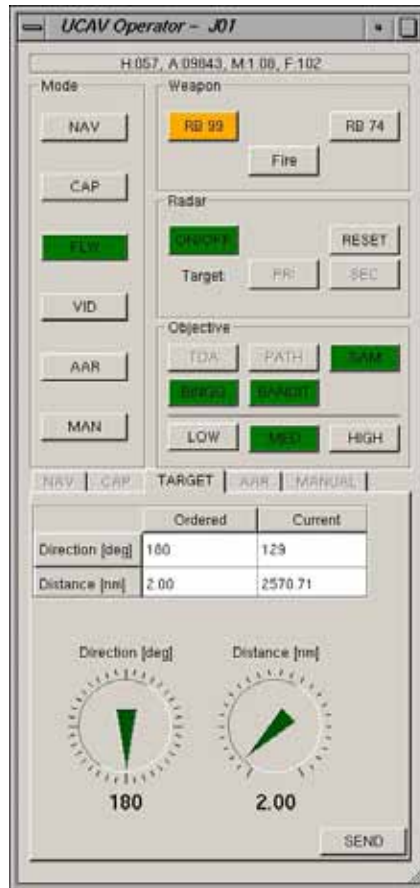 UCAV Operator – J01
H:057, A:09843, M:1.08, F:102
Mode
NAV
CAP
FLW
VID
AAR
MAN
Weapon
RB 99
RB 74
Fire
Radar
ON/OFF
RESET
Target:
PRI
SEC
Objective
TOA
PATH
SAM
BINGO
BANDIT
LOW
MED
HIGH
NAV
CAP
TARGET
AAR
MANUAL
Ordered Current
Direction [deg] 180 129
Distance [nm] 2.00 2570.71
Direction [deg]
180
Distance [nm]
2.00
SEND